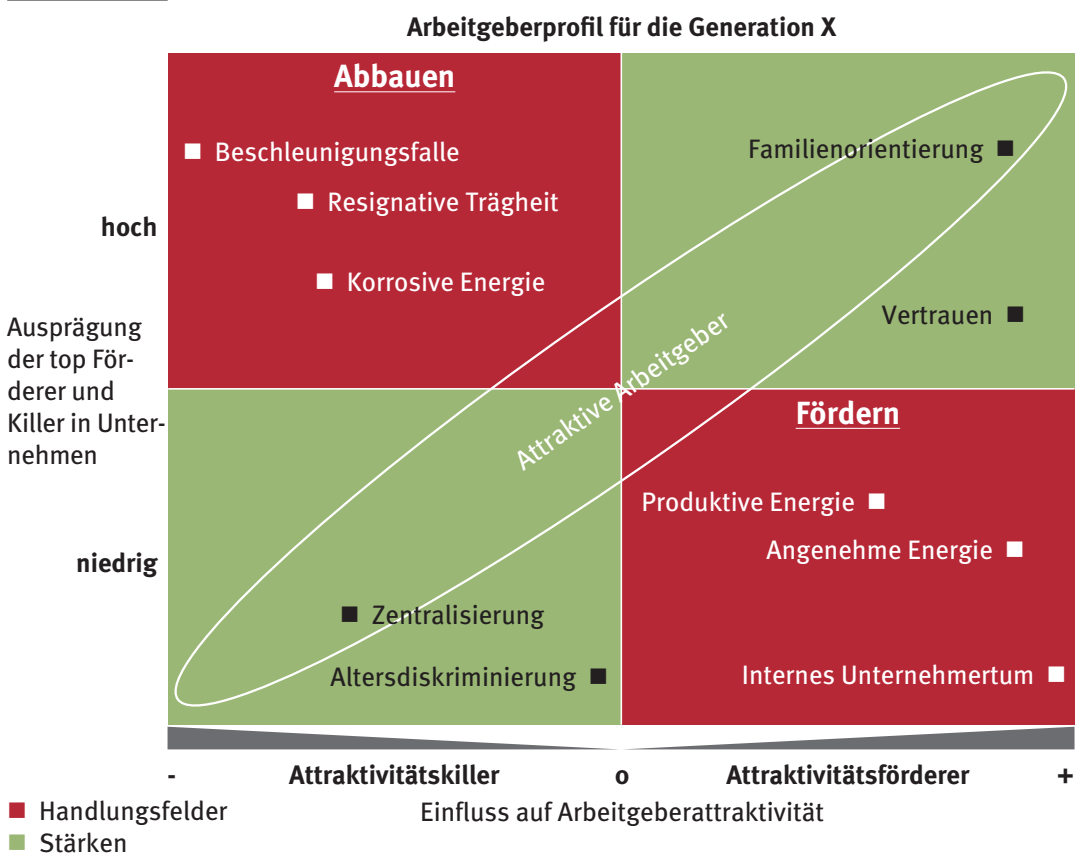 Arbeitgeberprofil für die Generation X
Abbauen
Beschleunigungsfalle
Resignative Trägheit
Korrosive Energie
Familienorientierung
Vertrauen
hoch
Ausprägung
der top För-
derer und
Killer in Unter-
nehmen
niedrig
Attraktive Arbeitgeber
Fördern
Produktive Energie
Angenehme Energie
Internes Unternehmertum
Zentralisierung
Altersdiskriminierung
- Attraktivitätskiller o Attraktivitätsförderer +
Einfluss auf Arbeitgeberattraktivität
Handlungsfelder
Stärken